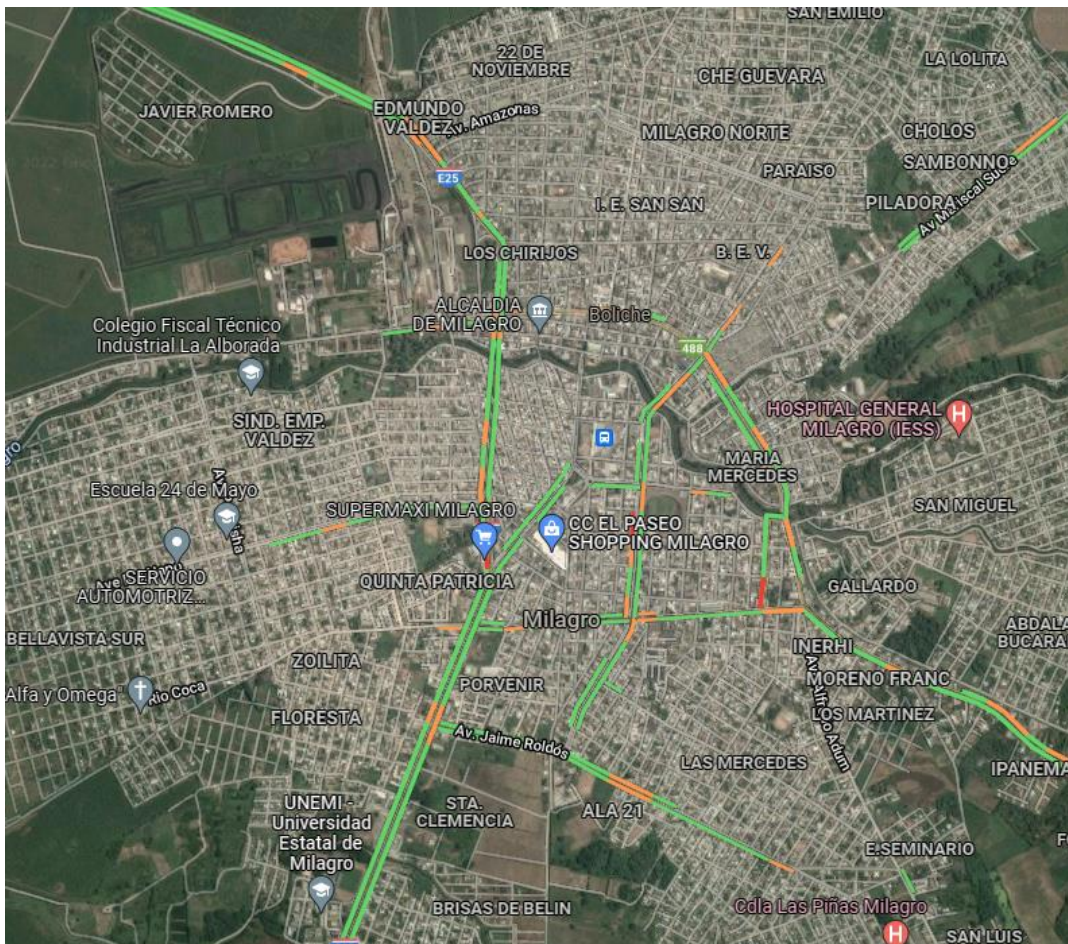 SAN EMILIO
22 DE
NOVIEMBRE
LA LOLITA
CHE GUEVARA
JAVIER ROMERO
EDMUNDO
VALDEZ
Av. Amazonas
MILAGRO NORTE
CHOLOS
SAMBONNO
PARAISO
E25
PILADORA
Av Mariscal Sucre
I. E. SAN SAN
LOS CHIRIJOS
B. E. V.
ALCALDIA
DE MILAGRO
Boliche
Colegio Fiscal Técnico
Industrial La Alborada
488
HOSPITAL GENERAL
MILAGRO (IESS)
SIND. EMP.
VALDEZ
MARIA
MERCEDES
Escuela 24 de Mayo
SAN MIGUEL
SUPERMAXI MILAGRO
CC EL PASEO
SHOPPING MILAGRO
SERVICIO
AUTOMOTRIZ...
QUINTA PATRICIA
GALLARDO
Milagro
BELLAVISTA SUR
INERHI
ABDALA
BUCARA
ZOILITA
MORENO FRANC
Alfa y Omega
Rio Coca
PORVENIR
FLORESTA
LOS MARTINEZ
Av. Jaime Roldós
LAS MERCEDES
IPANEMA
UNEMI -
Universidad
Estatal de
Milagro
STA.
CLEMENCIA
ALA 21
E.SEMINARIO
BRISAS DE BELIN
Cdla Las Piñas Milagro
SAN LUIS